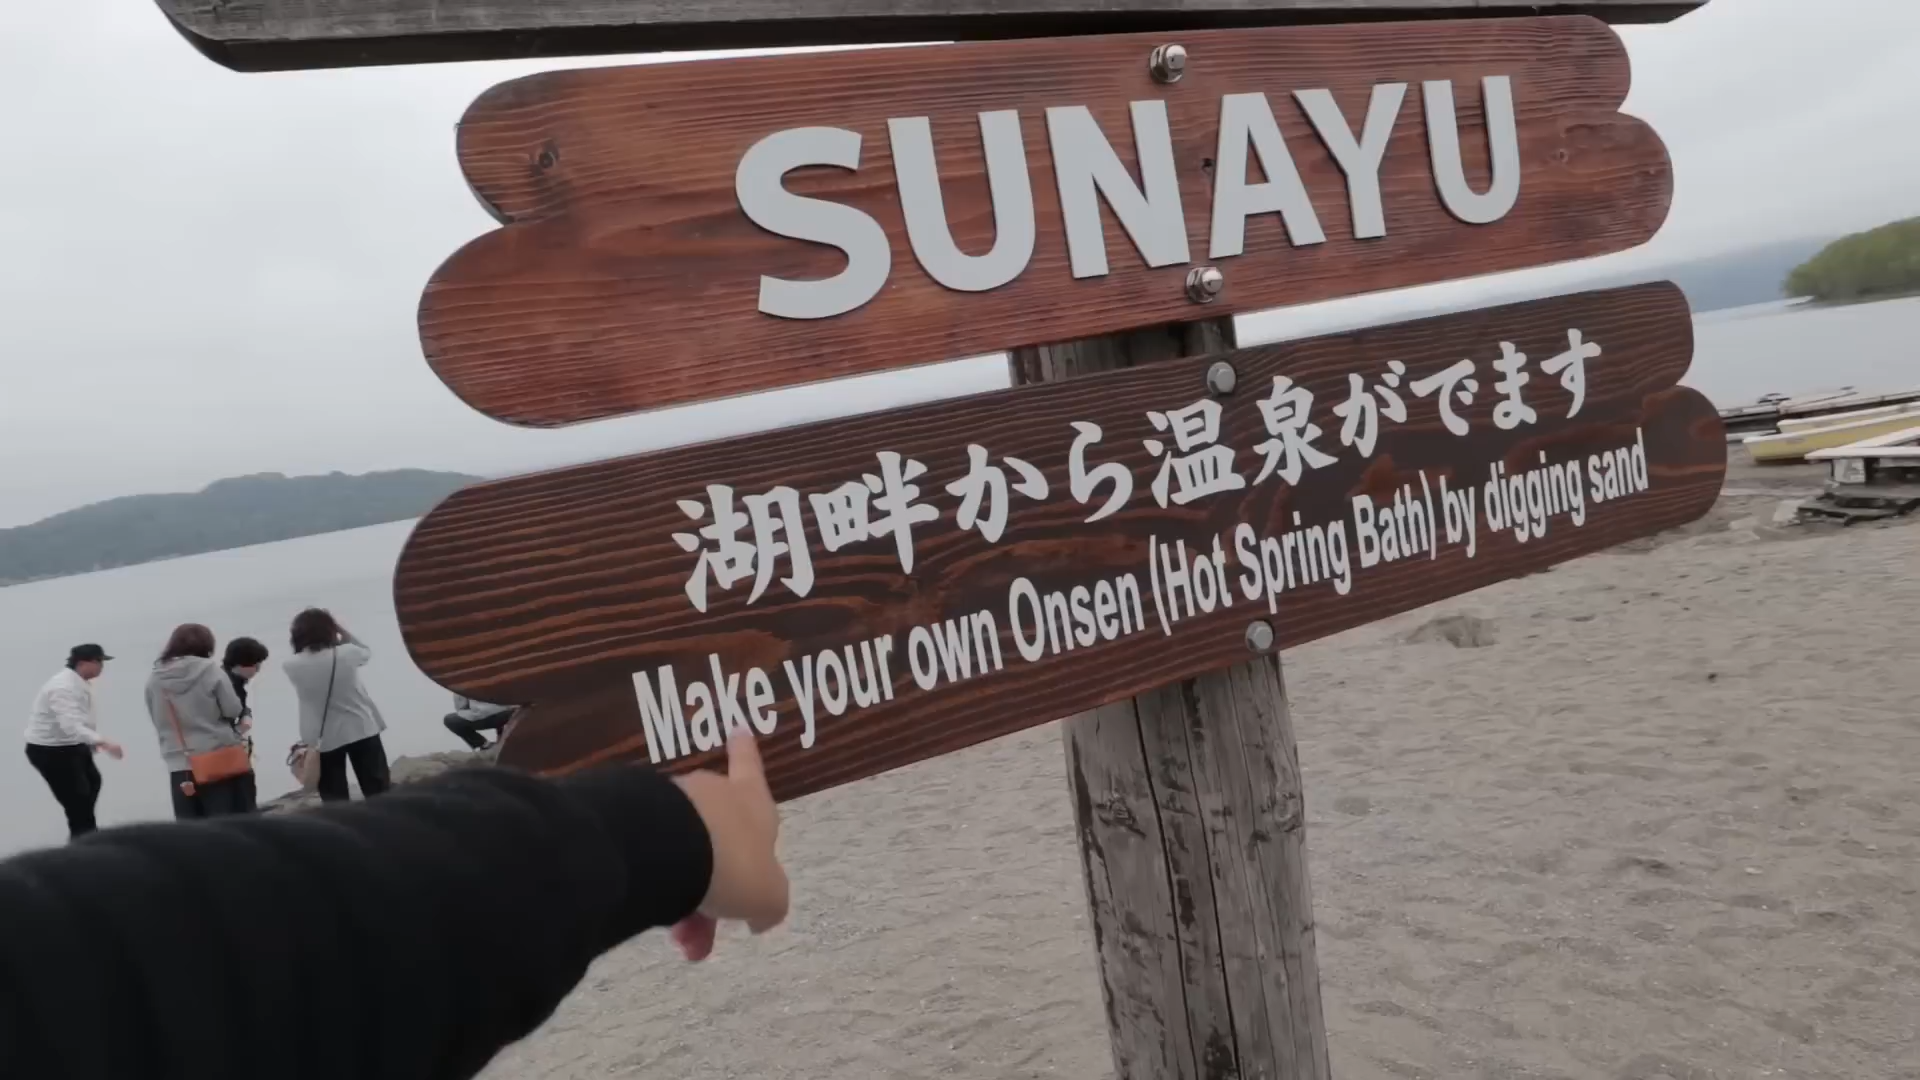 SUNAYU
湖畔から温泉がでます
Make your own Onsen (Hot Spring Bath) by digging sand